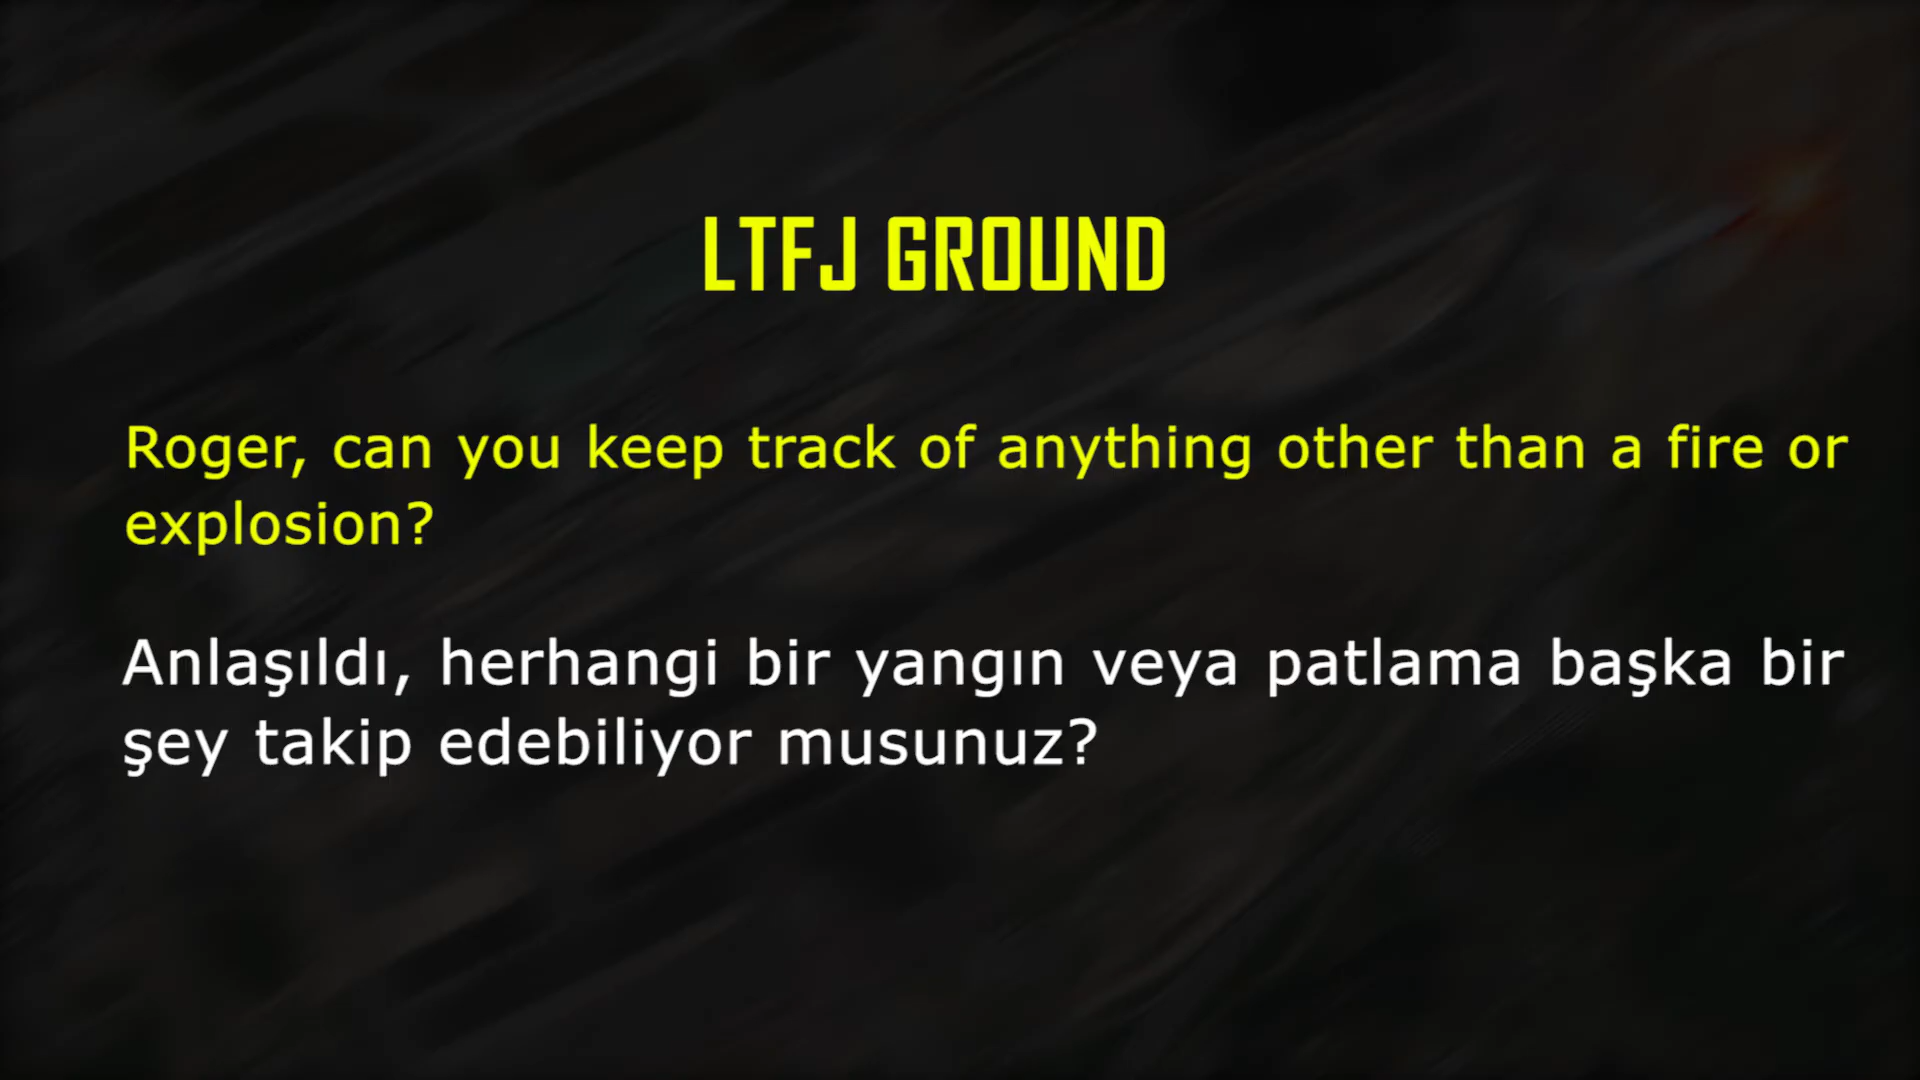 LTFJ GROUND
Roger, can you keep track of anything other than a fire or
explosion?
Anlaşıldı, herhangi bir yangın veya patlama başka bir
şey takip edebiliyor musunuz?